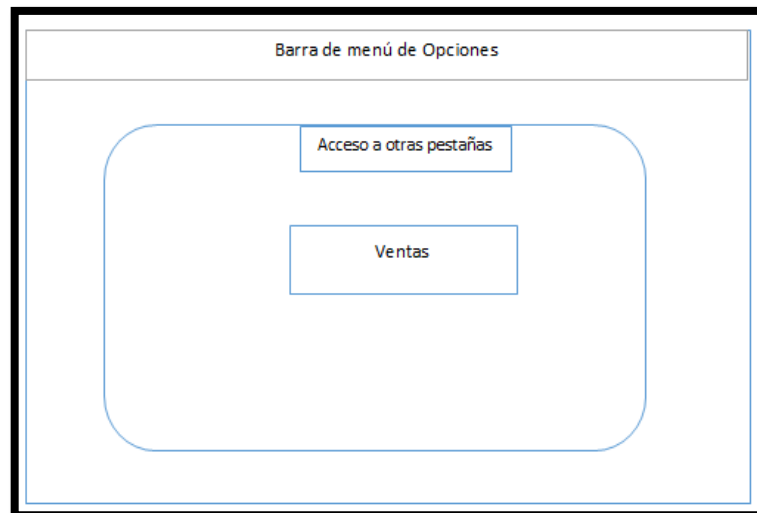 Barra de menú de Opciones
Acceso a otras pestañas
Ventas